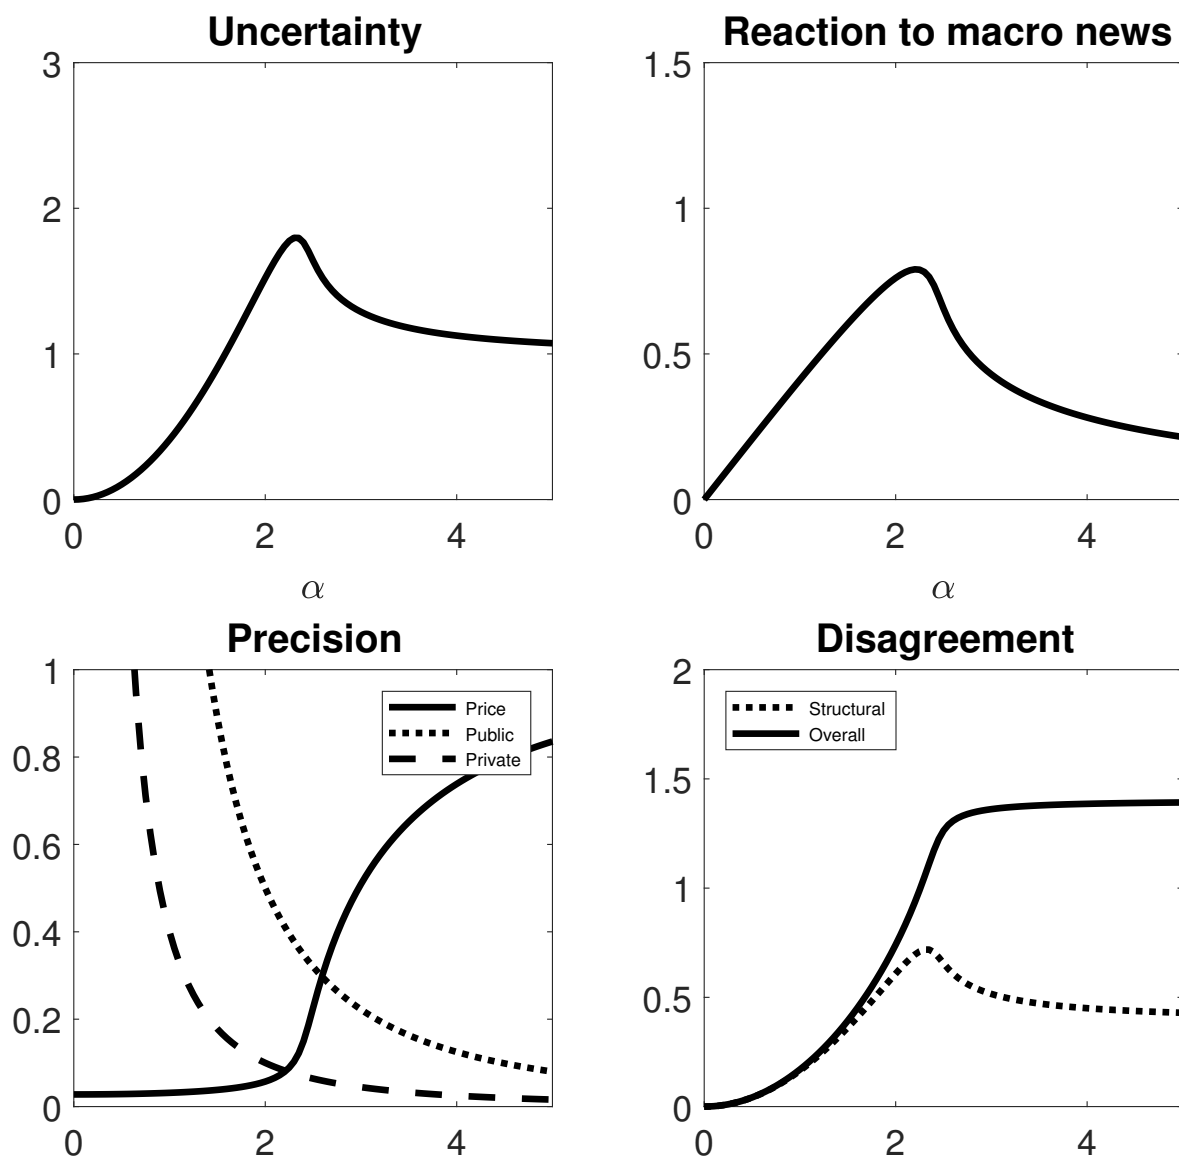 Uncertainty
3
2
1
0
0 2 4
α
Reaction to macro news
1.5
1
0.5
0
0 2 4
α
Precision
1
0.8
0.6
0.4
0.2
0
Price
Public
Private
0 2 4
Disagreement
2
1.5
1
0.5
0
Structural
Overall
0 2 4